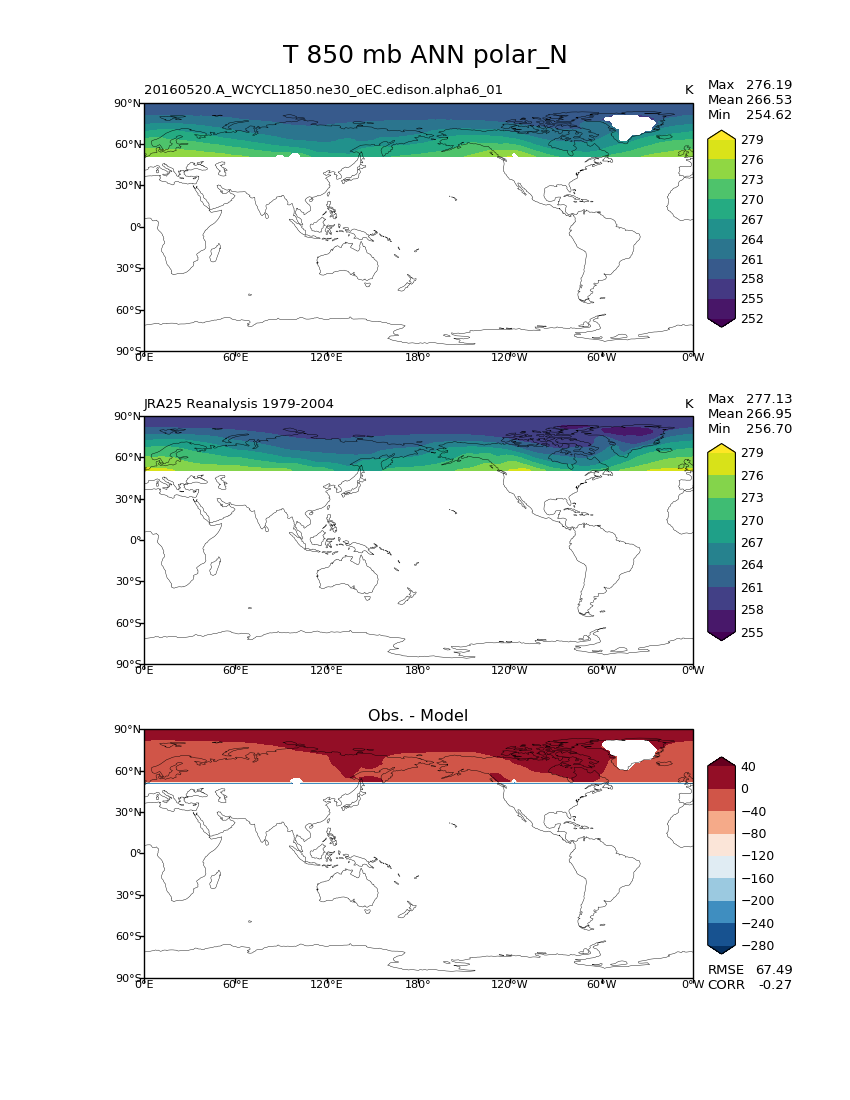 T 850 mb ANN polar_N
20160520.A_WCYCL1850.ne30_oEC.edison.alpha6_01 K
Max 276.19
Mean 266.53
Min 254.62
90°N
60°N
30°N
0°
30°S
60°S
90°S
0°E 60°E 120°E 180° 120°W 60°W 0°W
279
276
273
270
267
264
261
258
255
252
JRA25 Reanalysis 1979-2004 K
Max 277.13
Mean 266.95
Min 256.70
90°N
60°N
30°N
0°
30°S
60°S
90°S
0°E 60°E 120°E 180° 120°W 60°W 0°W
279
276
273
270
267
264
261
258
255
Obs. - Model
90°N
60°N
30°N
0°
30°S
60°S
90°S
0°E 60°E 120°E 180° 120°W 60°W 0°W
40
0
−40
−80
−120
−160
−200
−240
−280
RMSE 67.49
CORR -0.27